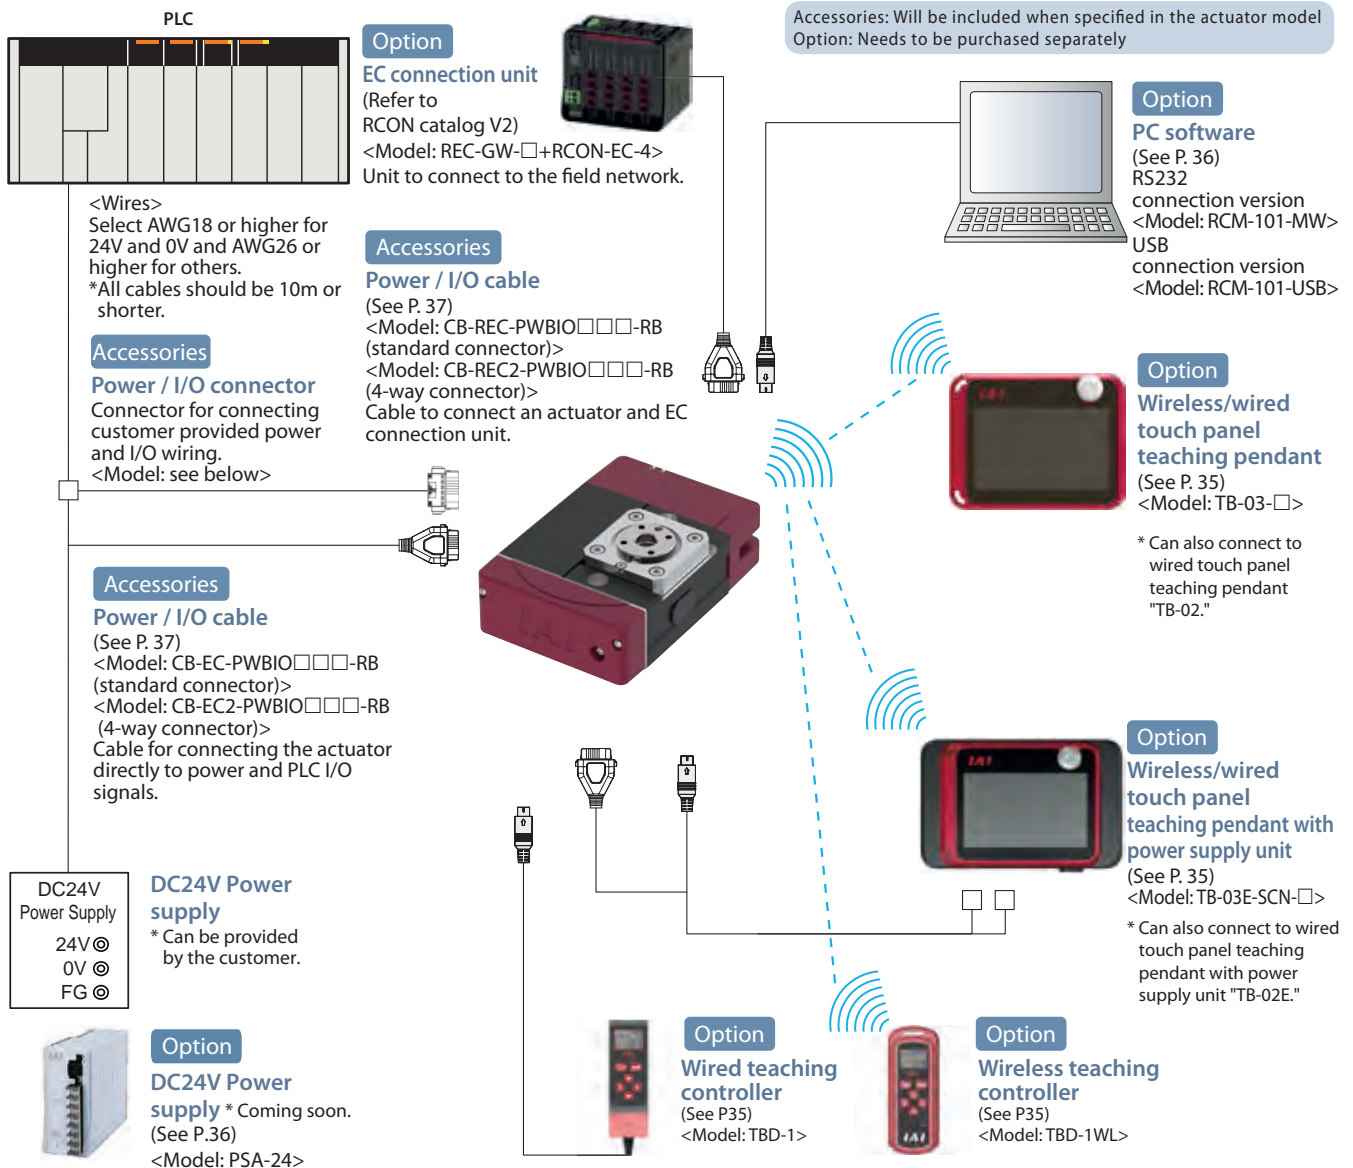 PLC
Accessories: Will be included when specified in the actuator model
Option: Needs to be purchased separately
Option
EC connection unit
(Refer to
RCON catalog V2)
<Model: REC-GW-□+RCON-EC-4>
Unit to connect to the field network.
Option
PC software
(See P. 36)
RS232
connection version
<Model: RCM-101-MW>
USB
connection version
<Model: RCM-101-USB>
<Wires>
Select AWG18 or higher for
24V and 0V and AWG26 or
higher for others.
*All cables should be 10m or
shorter.
Accessories
Power / I/O cable
(See P. 37)
<Model: CB-REC-PWBIO□□□-RB
(standard connector)>
<Model: CB-REC2-PWBIO□□□-RB
(4-way connector)>
Cable to connect an actuator and EC
connection unit.
Accessories
Power / I/O connector
Connector for connecting
customer provided power
and I/O wiring.
<Model: see below>
Option
Wireless/wired
touch panel
teaching pendant
(See P. 35)
<Model: TB-03-□>
* Can also connect to
wired touch panel
teaching pendant
"TB-02."
IAI
IAI
Accessories
Power / I/O cable
(See P. 37)
<Model: CB-EC-PWBIO□□□-RB
(standard connector)>
<Model: CB-EC2-PWBIO□□□-RB
(4-way connector)>
Cable for connecting the actuator
directly to power and PLC I/O
signals.
IAI
Option
Wireless/wired
touch panel
teaching pendant with
power supply unit
(See P. 35)
<Model: TB-03E-SCN-□>
* Can also connect to wired
touch panel teaching
pendant with power
supply unit "TB-02E."
DC24V
Power Supply
24V
0V
FG
DC24V Power
supply
* Can be provided
by the customer.
IAI
Option
DC24V Power
supply * Coming soon.
(See P.36)
<Model: PSA-24>
Option
Wired teaching
controller
(See P35)
<Model: TBD-1>
IAI
Option
Wireless teaching
controller
(See P35)
<Model: TBD-1WL>